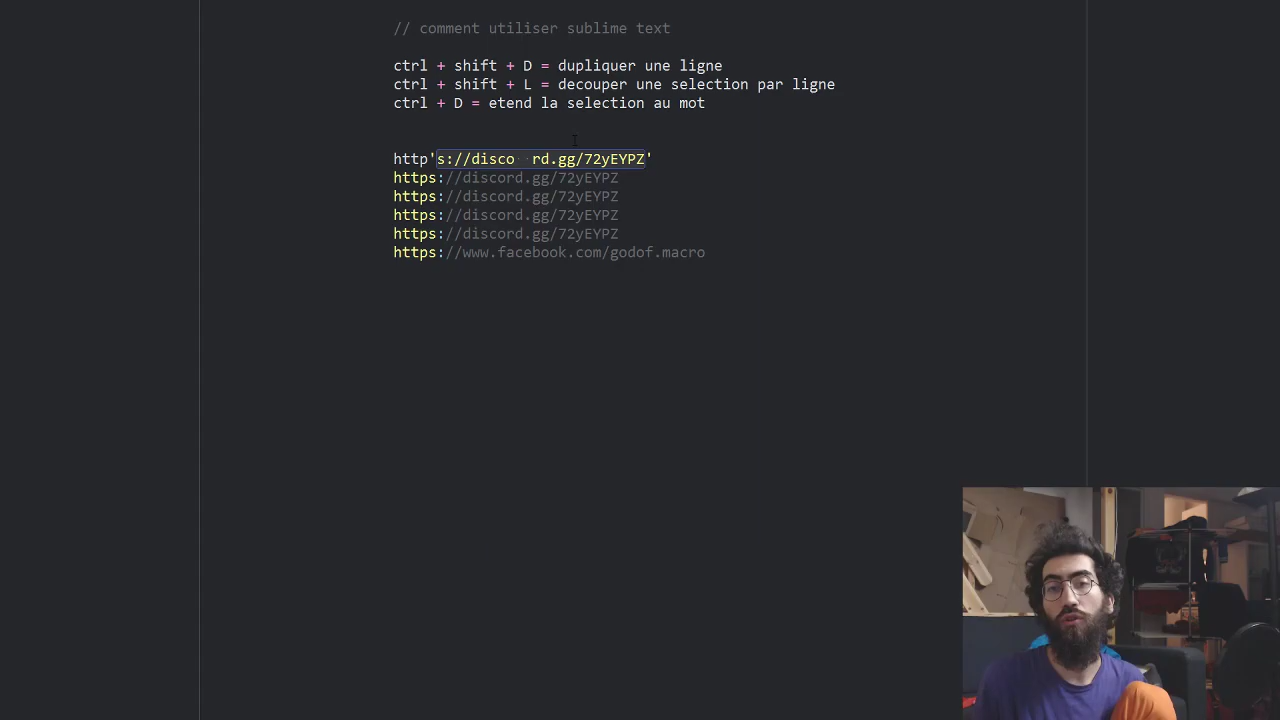 // comment utiliser sublime text
ctrl + shift + D = dupliquer une ligne
ctrl + shift + L = decouper une selection par ligne
ctrl + D = etend la selection au mot
http's://disco  rd.gg/72yEYPZ'
https://discord.gg/72yEYPZ
https://discord.gg/72yEYPZ
https://discord.gg/72yEYPZ
https://discord.gg/72yEYPZ
https://www.facebook.com/godof.macro